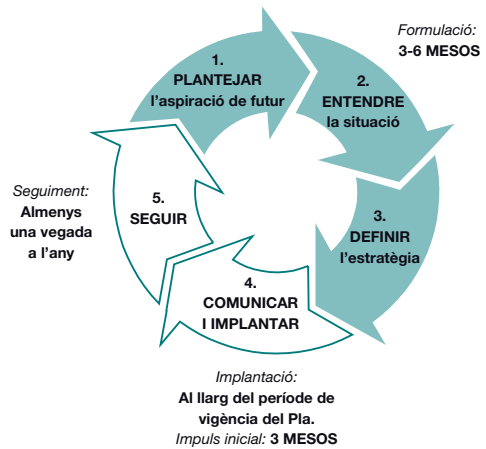 Formulació:
3-6 MESOS
1.
PLANTEJAR
l'aspiració de futur
2.
ENTENDRE
la situació
3.
DEFINIR
l'estratègia
4.
COMUNICAR
I IMPLANTAR
5.
SEGUIR
Seguiment:
Almenys
una vegada
a l'any
Implantació:
Al llarg del període de
vigència del Pla.
Impuls inicial: 3 MESOS